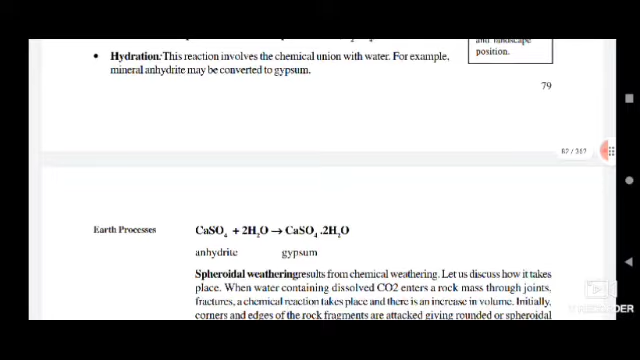 and landscape
position.
• Hydration: This reaction involves the chemical union with water. For example,
mineral anhydrite may be converted to gypsum.
79
82 / 317
Earth Processes
CaSO4 + 2H2O → CaSO4.2H2O
anhydrite gypsum
Spheroidal weatheringresults from chemical weathering. Let us discuss how it takes
place. When water containing dissolved CO2 enters a rock mass through joints,
fractures, a chemical reaction takes place and there is an increase in volume. Initially,
corners and edges of the rock fragments are attacked giving rounded or spheroidal
RECORDER